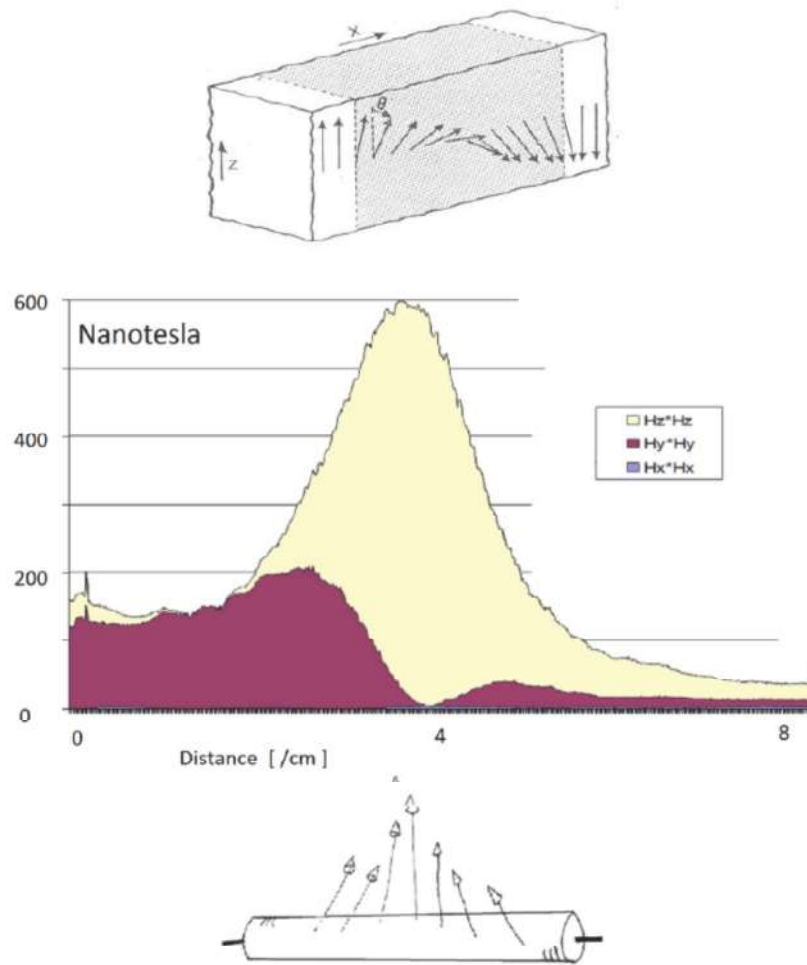 X
θ
Z
600
Nanotesla
400
Hz*Hz
Hy*Hy
Hx*Hx
200
0
0 4 8
Distance [ /cm ]